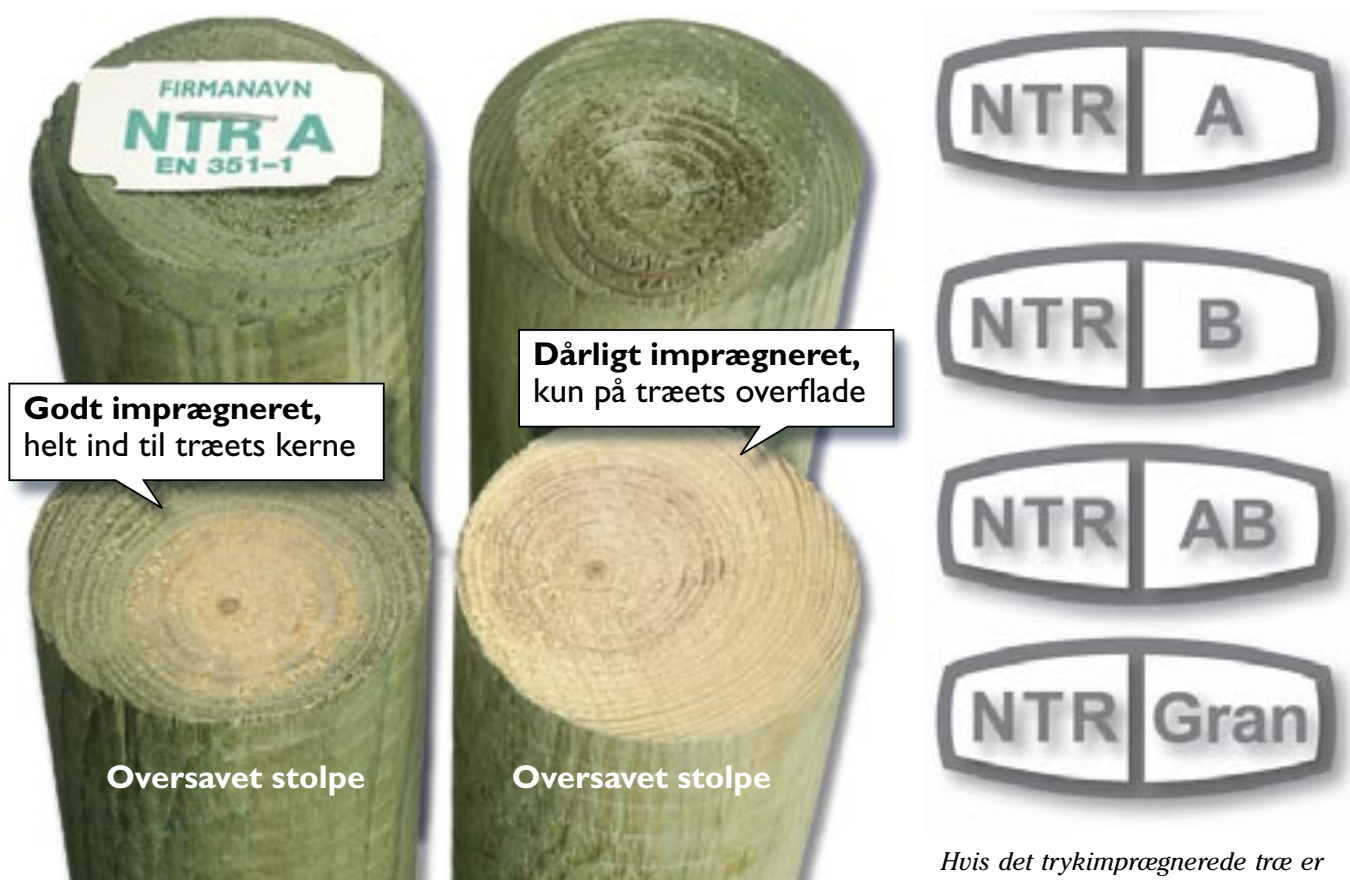 FIRMANAVN
NTR A
EN 351-1
Godt imprægneret,
helt ind til træets kerne
Dårligt imprægneret,
kun på træets overflade
Oversavet stolpe
Oversavet stolpe
NTR A
NTR B
NTR AB
NTR Gran
Hvis det trykimprægnerede træ er